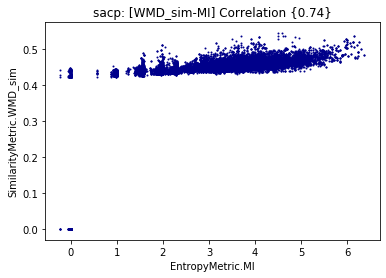 sacp: [WMD_sim-MI] Correlation {0.74}
0.5
0.4
0.3
0.2
0.1
0.0
SimilarityMetric.WMD_sim
0 1 2 3 4 5 6
EntropyMetric.MI